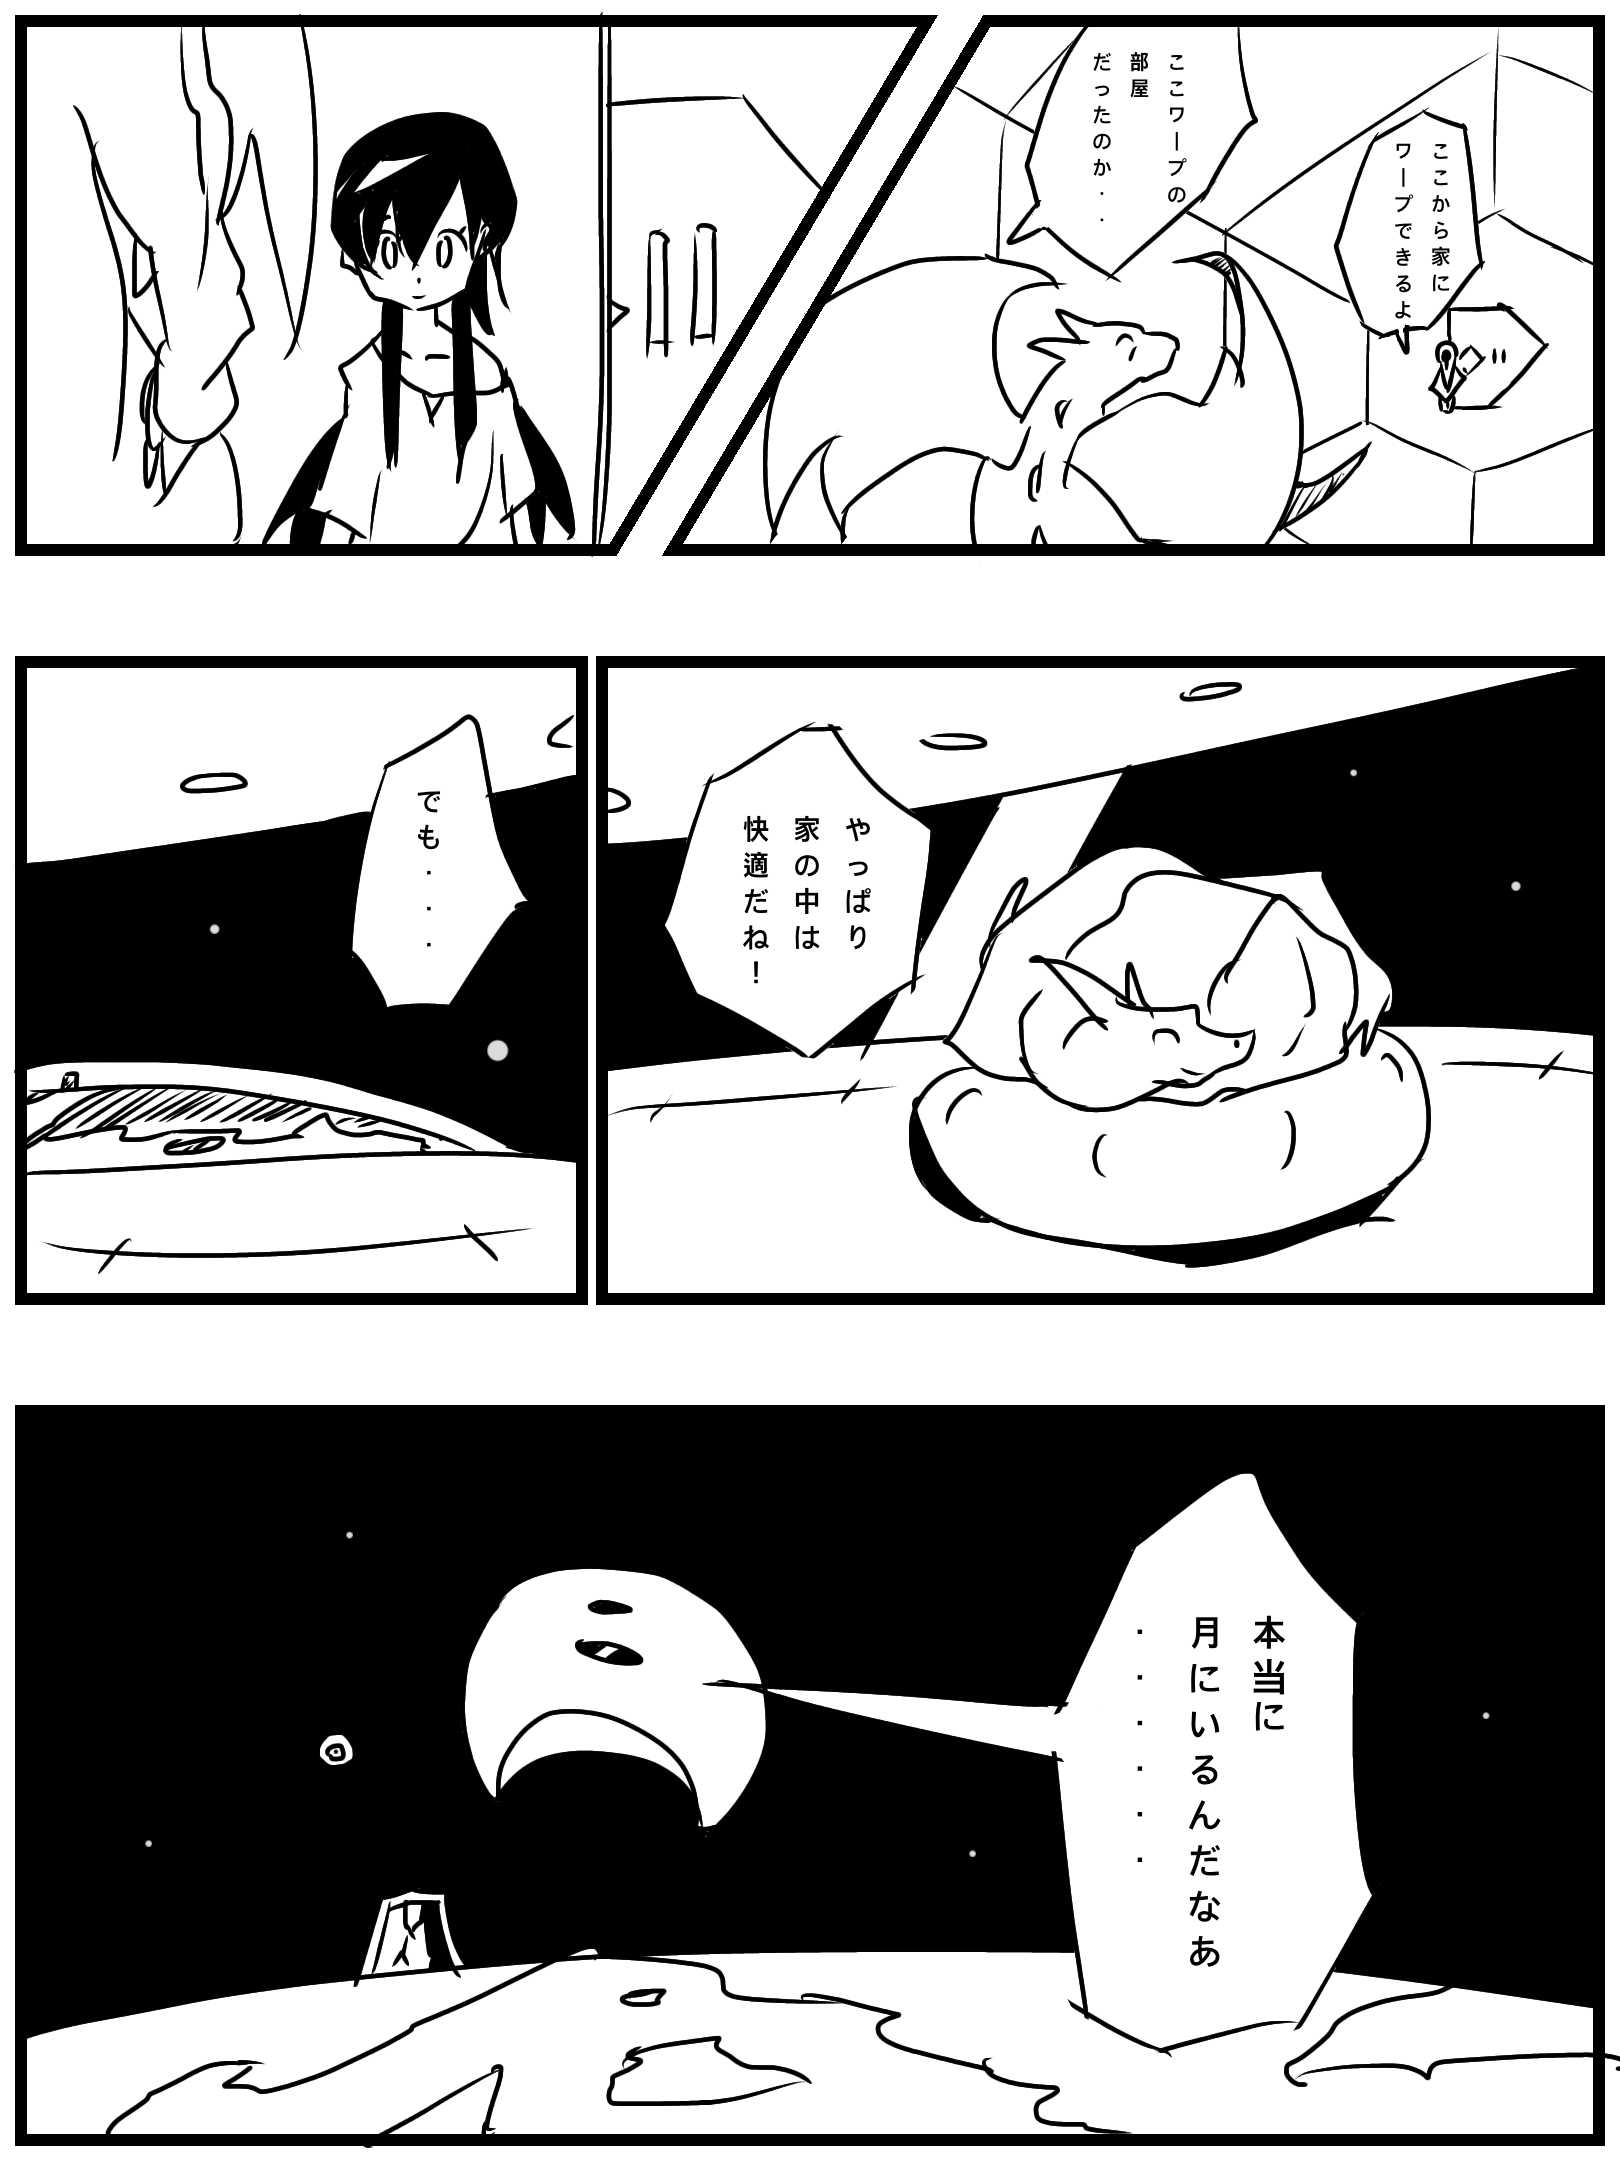 ここから家に
ワープできるよ
ここワープの
部屋
だったのか・・
やっぱり
家の中は
快適だね！
でも・・・
本当に
月にいるんだなあ
・・・・・・